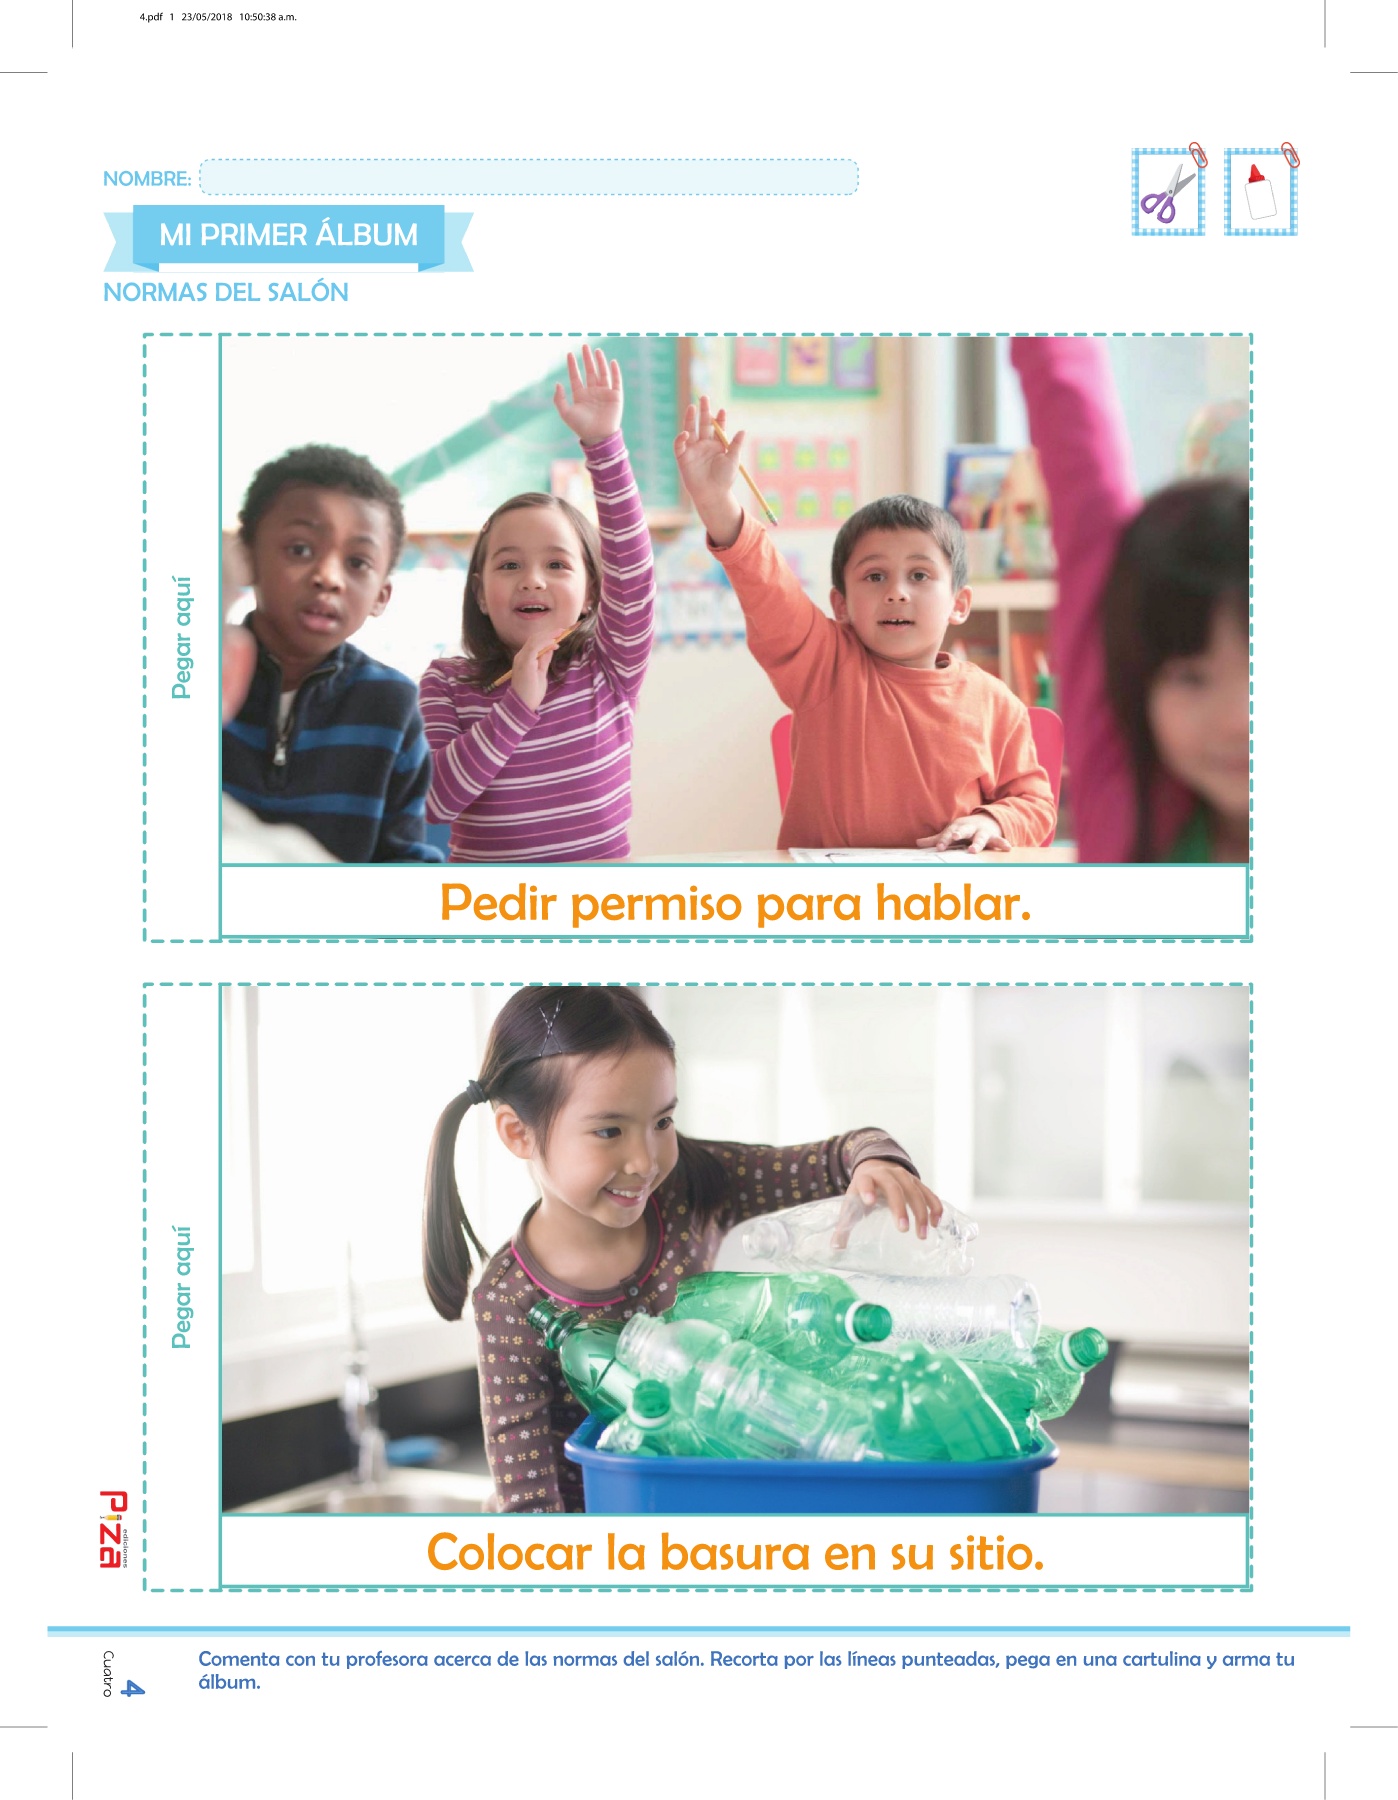 4.pdf 1 23/05/2018 10:50:38 a.m.
NOMBRE:
MI PRIMER ÁLBUM
NORMAS DEL SALÓN
Pegar aquí
Pedir permiso para hablar.
Pegar aquí
Colocar la basura en su sitio.
Piza
ediciones
Cuatro
4
Comenta con tu profesora acerca de las normas del salón. Recorta por las líneas punteadas, pega en una cartulina y arma tu
álbum.